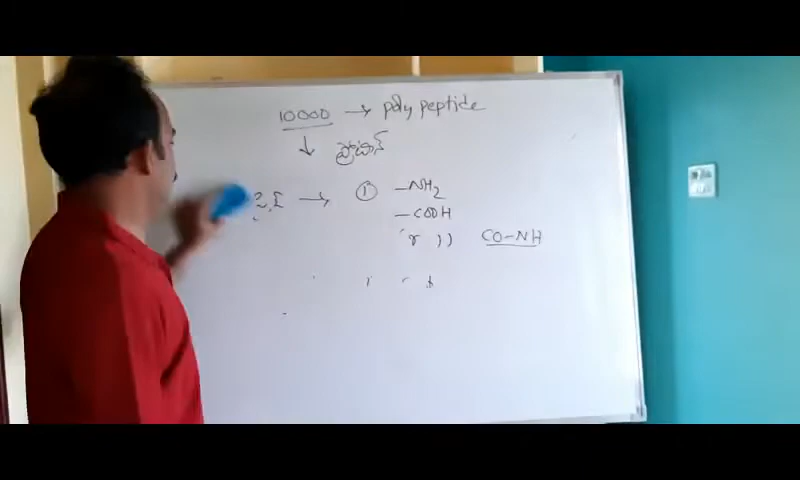 10000 → poly peptide
↓ ప్రోటీన్
→ ① –NH₂
–COOH
CO–NH